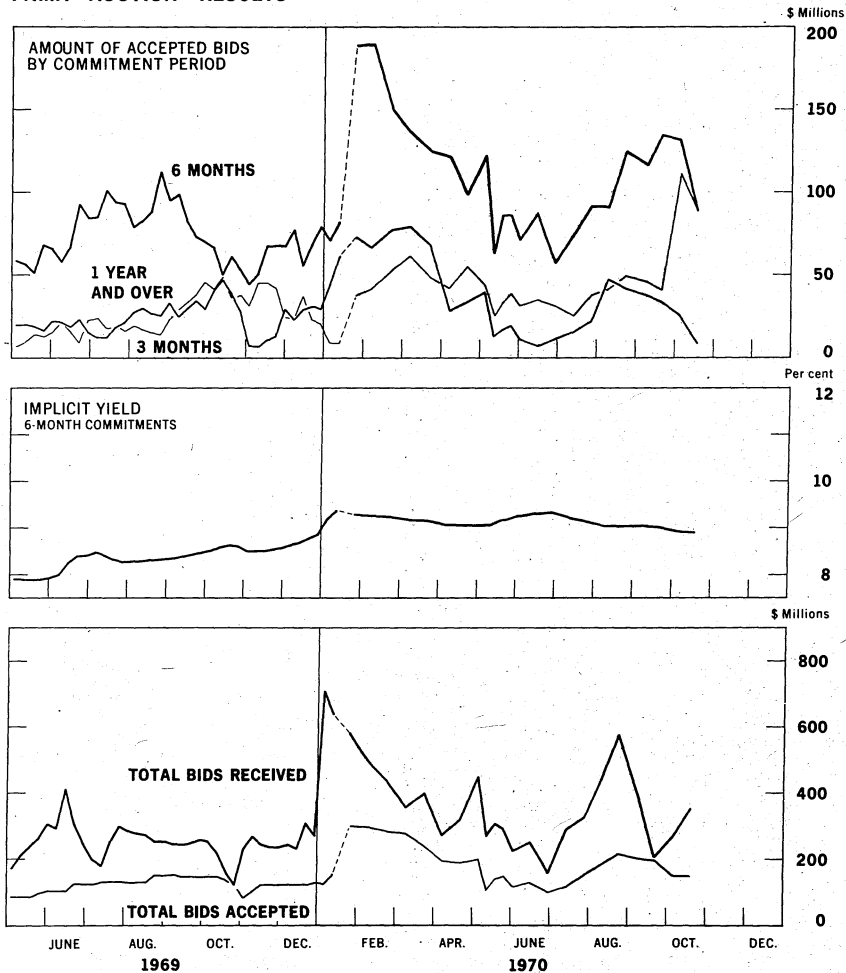 $ Millions
AMOUNT OF ACCEPTED BIDS
BY COMMITMENT PERIOD
200
150
6 MONTHS
100
1 YEAR
AND OVER
50
3 MONTHS
0
Per cent
IMPLICIT YIELD
6-MONTH COMMITMENTS
12
10
8
$ Millions
800
600
TOTAL BIDS RECEIVED
400
200
TOTAL BIDS ACCEPTED
0
JUNE AUG. OCT. DEC. FEB. APR. JUNE AUG. OCT. DEC.
1969 1970